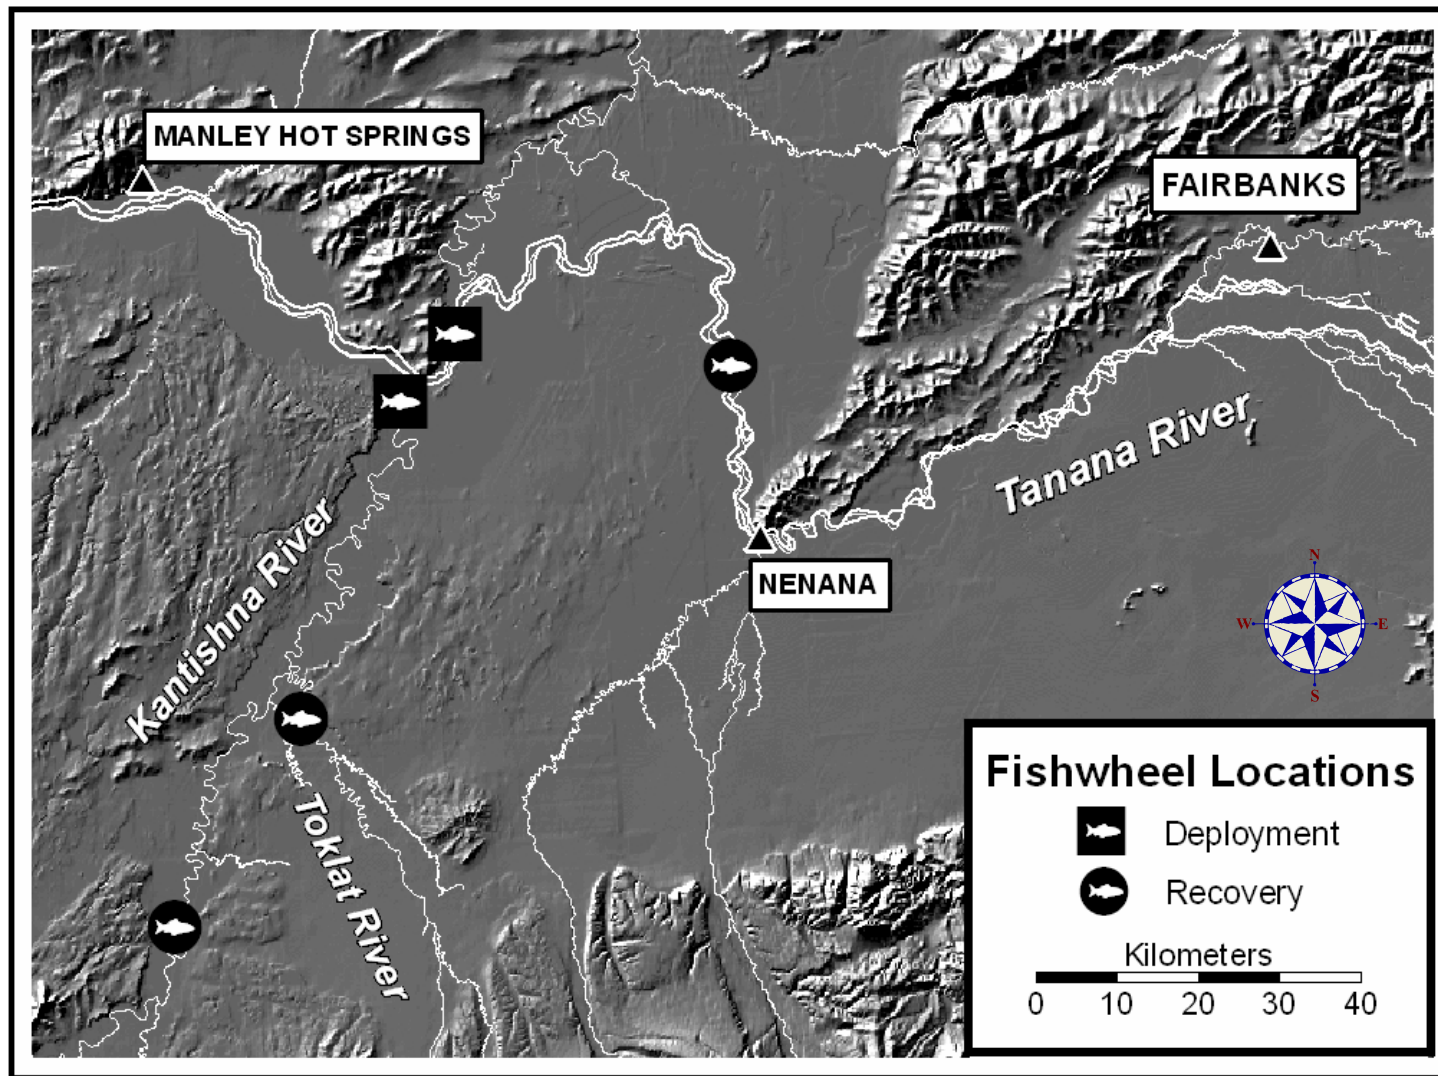 MANLEY HOT SPRINGS
FAIRBANKS
Tanana River
Kantishna River
NENANA
N
W
E
S
Toklat River
Fishwheel Locations
Deployment
Recovery
Kilometers
0 10 20 30 40